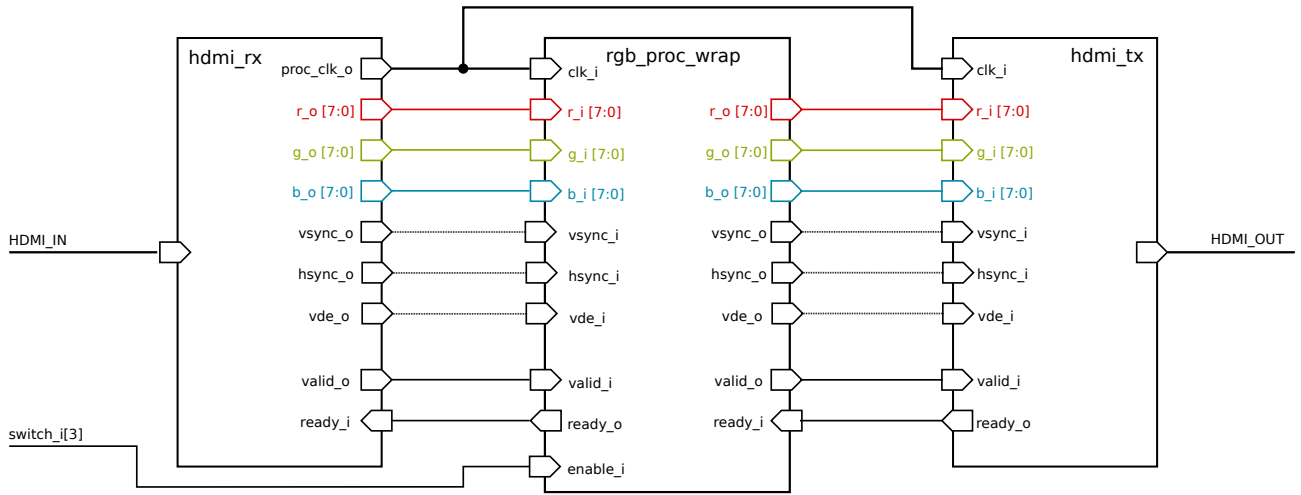 hdmi_rx
proc_clk_o
r_o [7:0]
g_o [7:0]
b_o [7:0]
vsync_o
hsync_o
vde_o
valid_o
ready_i
HDMI_IN
switch_i[3]
rgb_proc_wrap
clk_i
r_i [7:0]
g_i [7:0]
b_i [7:0]
vsync_i
hsync_i
vde_i
valid_i
ready_o
enable_i
r_o [7:0]
g_o [7:0]
b_o [7:0]
vsync_o
hsync_o
vde_o
valid_o
ready_i
hdmi_tx
clk_i
r_i [7:0]
g_i [7:0]
b_i [7:0]
vsync_i
hsync_i
vde_i
valid_i
ready_o
HDMI_OUT